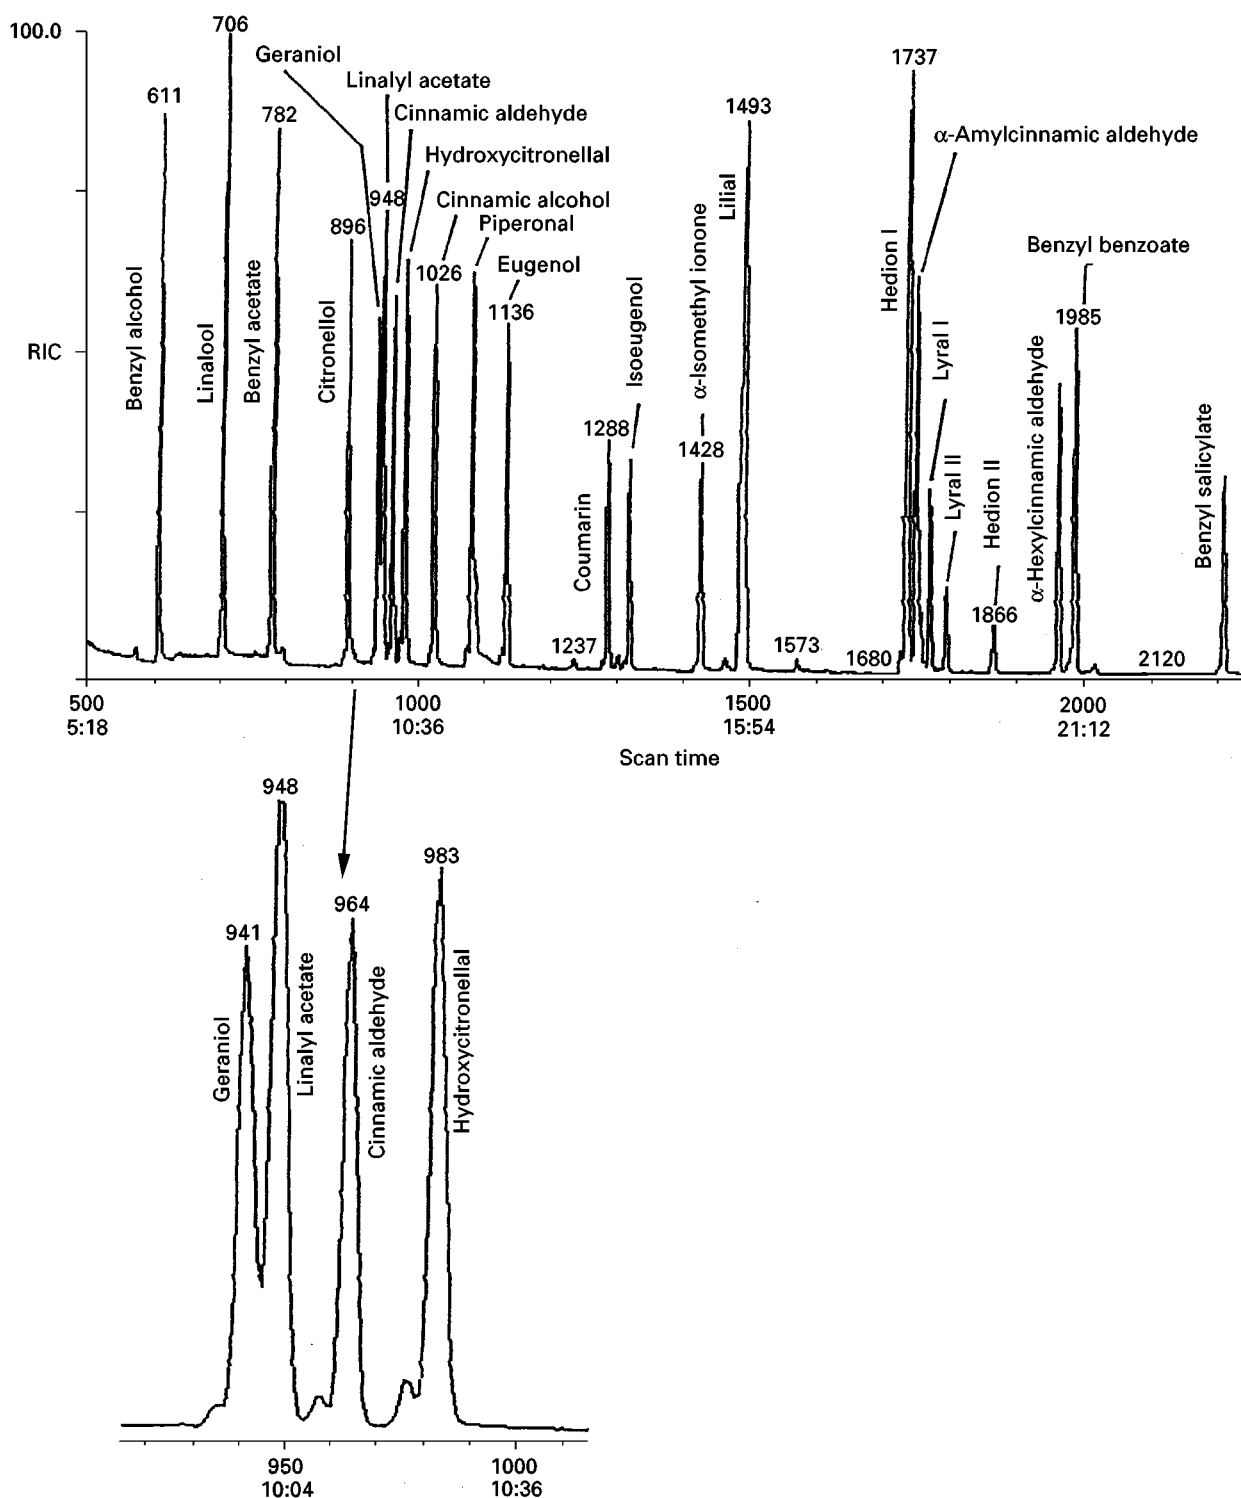 100.0
706
Geraniol
1737
Linalyl acetate
611
782
Cinnamic aldehyde
1493
α-Amylcinnamic aldehyde
Hydroxycitronellal
948
Cinnamic alcohol
896
Piperonal
1026
Eugenol
1136
Benzyl alcohol
Linalool
Benzyl acetate
Citronellol
RIC
Coumarin
1288
Isoeugenol
α-Isomethyl ionone
1428
Lilial
Hedion I
Lyral I
Lyral II
Hedion II
Benzyl benzoate
1985
α-Hexylcinnamic aldehyde
Benzyl salicylate
1237
1573
1680
1866
2120
500 1000 1500 2000
5:18 10:36 15:54 21:12
Scan time
948
983
964
941
Geraniol
Linalyl acetate
Cinnamic aldehyde
Hydroxycitronellal
950 1000
10:04 10:36